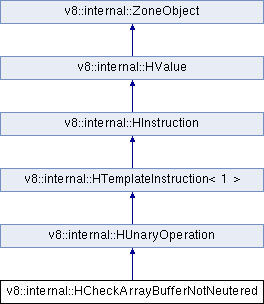 v8::internal::ZoneObject
v8::internal::HValue
v8::internal::HInstruction
v8::internal::HTemplateInstruction< 1 >
v8::internal::HUnaryOperation
v8::internal::HCheckArrayBufferNotNeutered